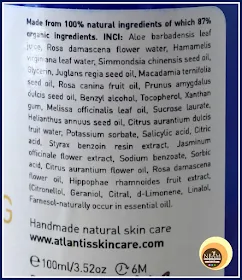 Made from 100% natural ingredients of which 87%
organic ingredients. INCI: Aloe barbadensis leaf
juice, Rosa damascena flower water, Hamamelis
virginiana leaf water, Simmondsia chinensis seed oil,
Glycerin, Juglans regia seed oil, Macadamia ternifolia
seed oil, Rosa canina fruit oil, Prunus amygdalus
dulcis seed oil, Benzyl alcohol, Tocopherol, Xanthan
gum, Melissa officinalis leaf oil, Sucrose laurate,
Helianthus annuus seed oil, Citrus aurantium dulcis
fruit water, Potassium sorbate, Salicylic acid, Citric
acid, Styrax benzoin resin extract, Jasminum
officinale flower extract, Sodium benzoate, Sorbic
acid, Citrus aurantium flower oil, Rosa damascena
flower oil, Hippophae rhamnoides fruit extract,
(Citronellol, Geraniol, Citral, d-Limonene, Linalol,
Farnesol-naturally occur in essential oil).
G
Handmade natural skin care
www.atlantisskincare.com
e 100ml/3.52oz 6M